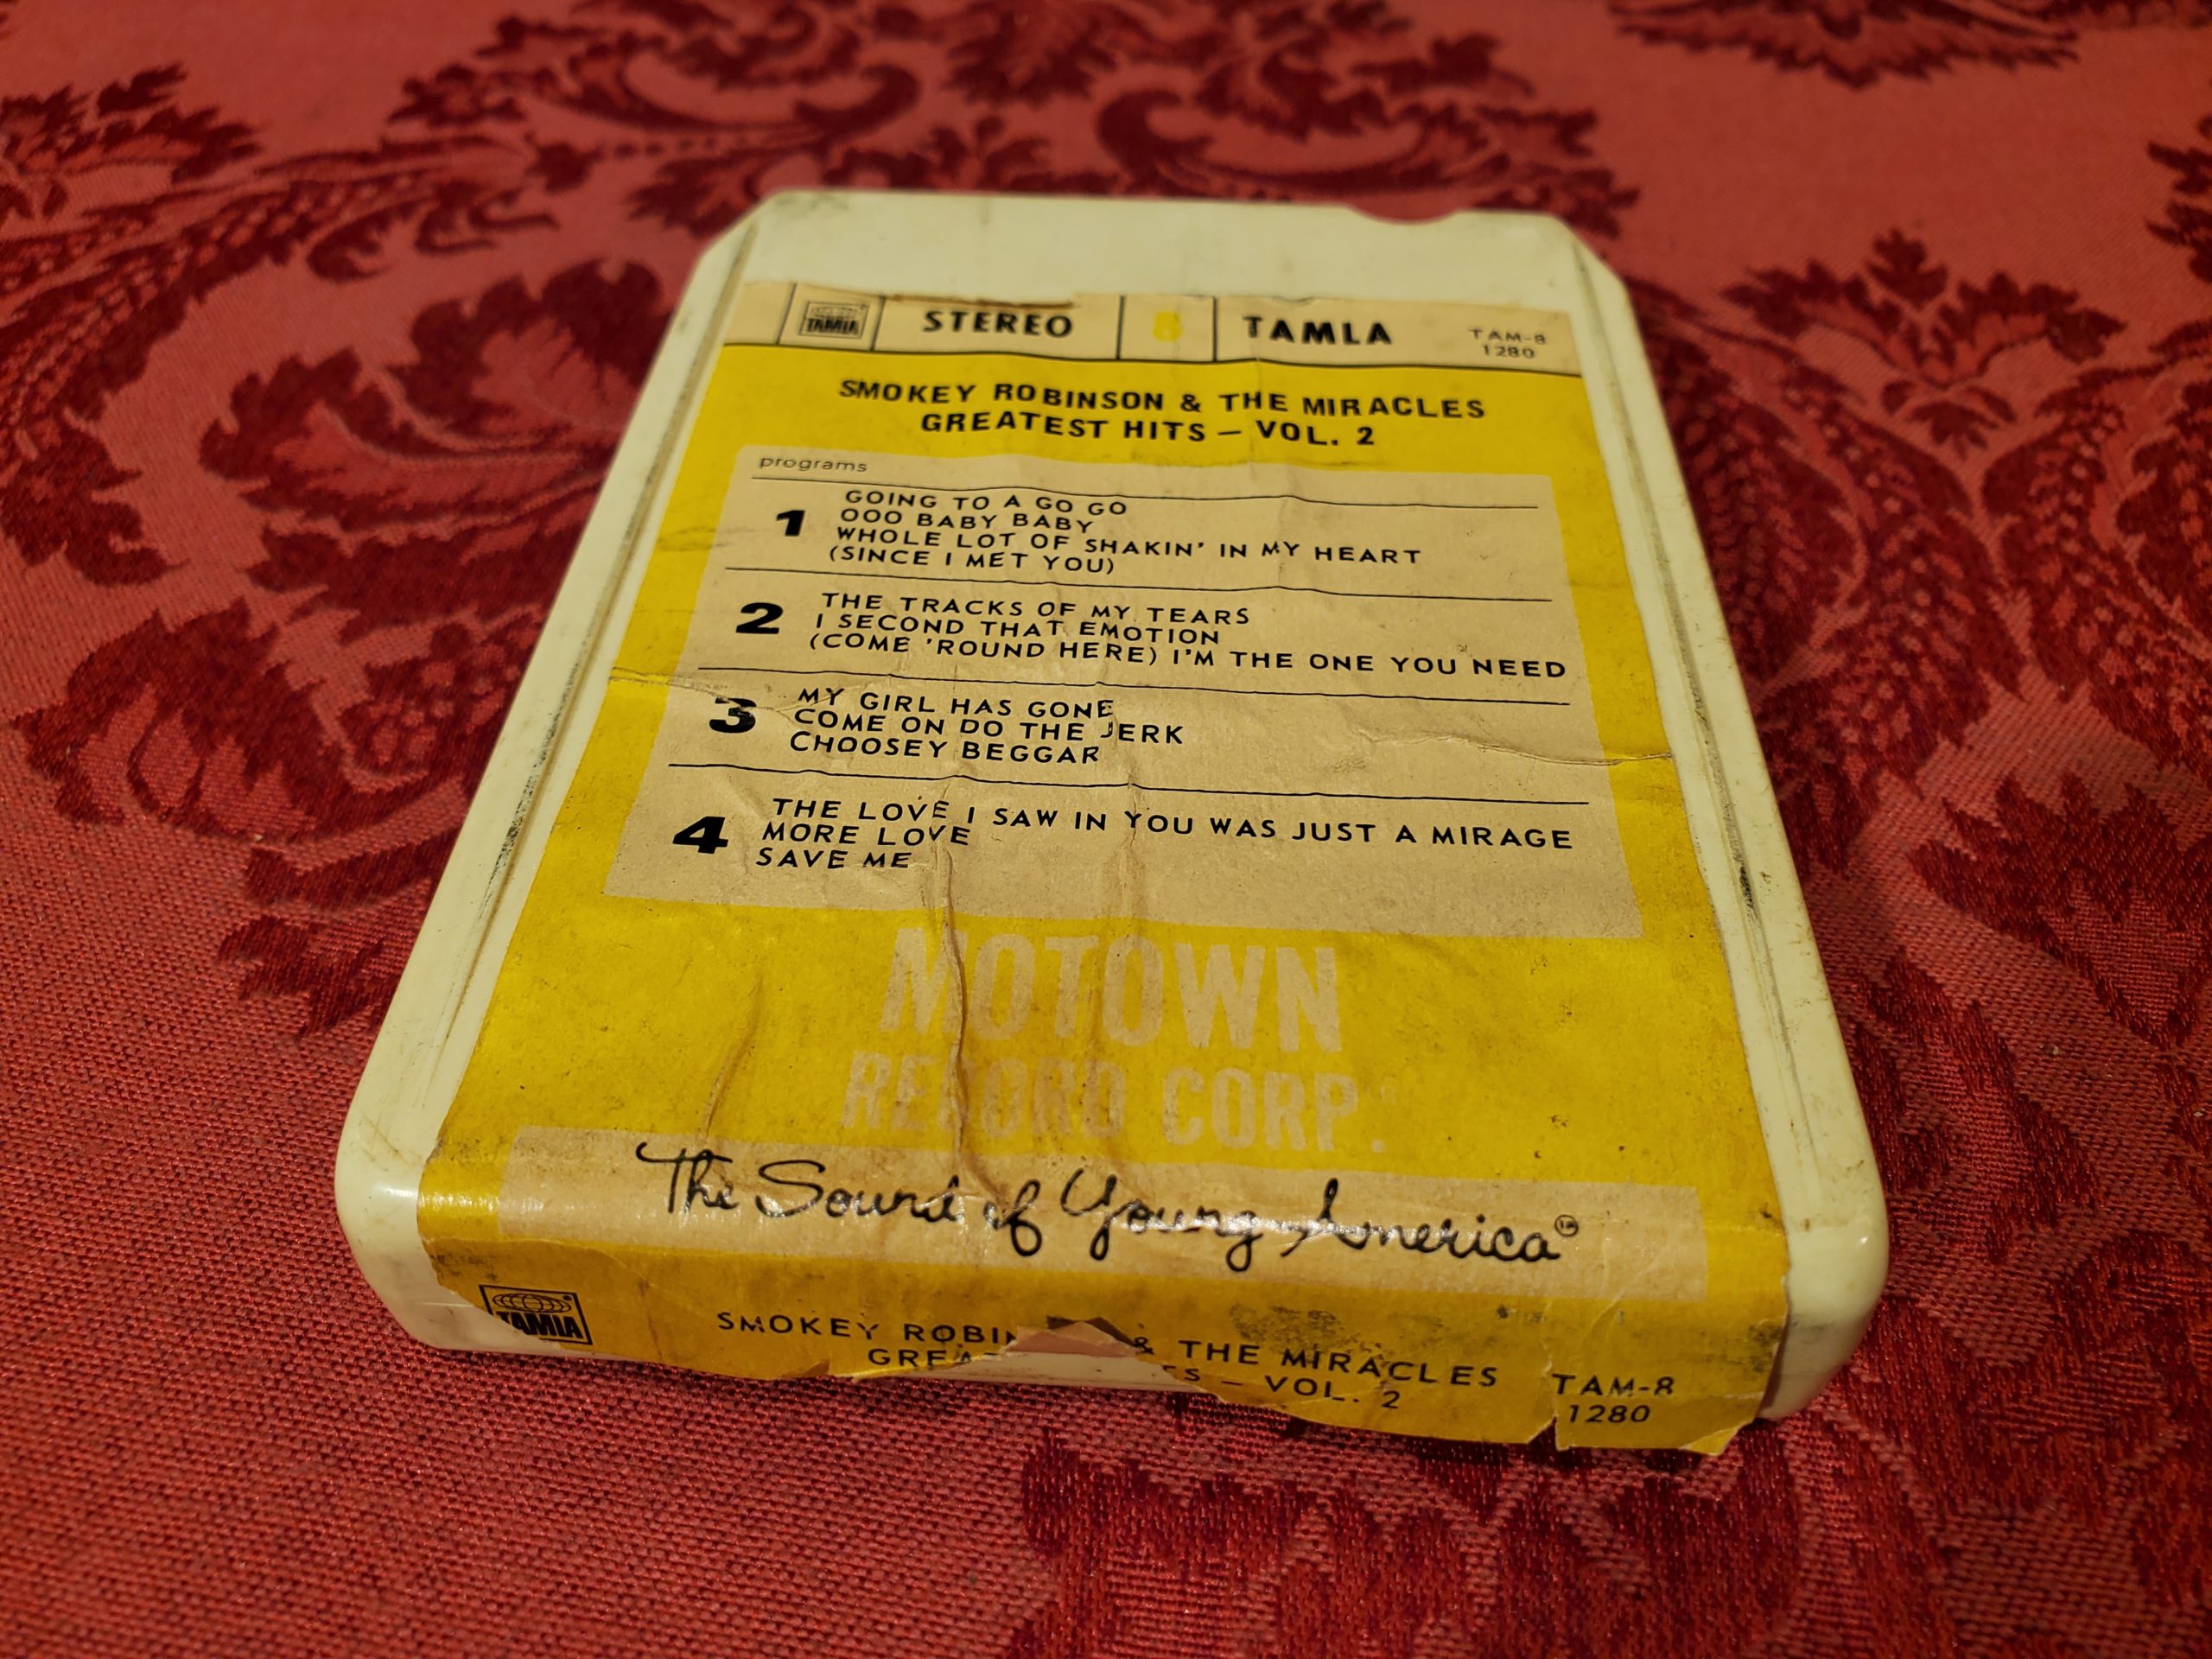 TAMLA
STEREO
8
TAMLA
TAM-8
1280
SMOKEY ROBINSON & THE MIRACLES
GREATEST HITS — VOL. 2
programs
1
GOING TO A GO GO
OOO BABY BABY
WHOLE LOT OF SHAKIN' IN MY HEART
(SINCE I MET YOU)
2
THE TRACKS OF MY TEARS
I SECOND THAT EMOTION
(COME 'ROUND HERE) I'M THE ONE YOU NEED
3
MY GIRL HAS GONE
COME ON DO THE JERK
CHOOSEY BEGGAR
4
THE LOVE I SAW IN YOU WAS JUST A MIRAGE
MORE LOVE
SAVE ME
MOTOWN
RECORD CORP.
The Sound of Young America
TAMLA
SMOKEY ROBIN & THE MIRACLES
GREA TS — VOL. 2
TAM-8
1280